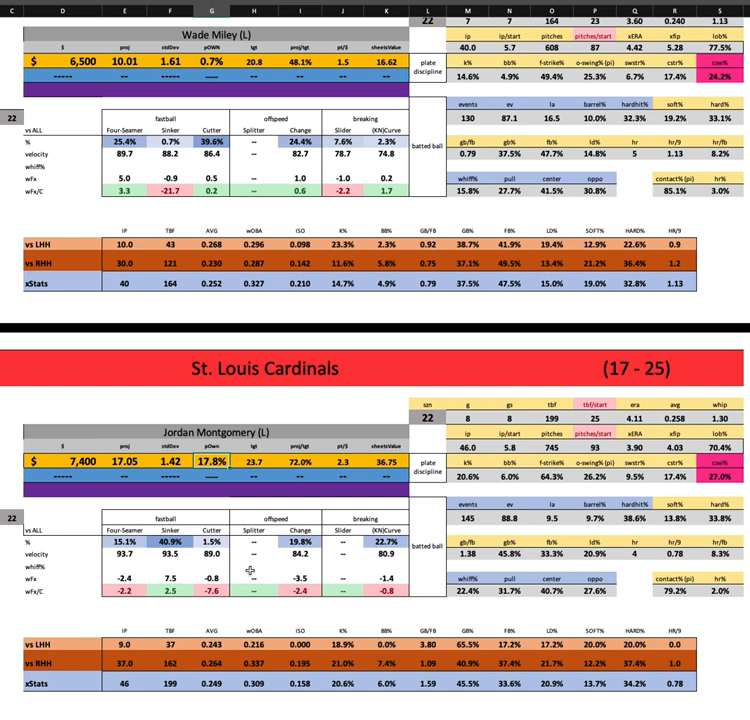 C D E F G H I J K L M N O P Q R S
22 7 7 164 23 3.60 0.240 1.13
Wade Miley (L) ip ip/start pitches pitches/start xERA xfip lob%
$ proj stdDev pOWN tgt proj/tgt pt/$ sheetsValue 40.0 5.7 608 87 4.42 5.28 77.5%
$ 6,500 10.01 1.61 0.7% 20.8 48.1% 1.5 16.62 plate discipline k% bb% f-strike% o-swing% (pi) swstr% cstr% csw%
----- -- -- ---- -- -- -- -- 14.6% 4.9% 49.4% 25.3% 6.7% 17.4% 24.2%
events ev la barrel% hardhit% soft% hard%
22 fastball offspeed breaking 130 87.1 16.5 10.0% 32.3% 19.2% 33.1%
vs ALL Four-Seamer Sinker Cutter Splitter Change Slider (KN)Curve
% 25.4% 0.7% 39.6% -- 24.4% 7.6% 2.3% batted ball gb/fb gb% fb% ld% hr hr/9 hr/fb
velocity 89.7 88.2 86.4 -- 82.7 78.7 74.8 0.79 37.5% 47.7% 14.8% 5 1.13 8.2%
whiff%
wFx 5.0 -0.9 0.5 1.0 -1.0 0.2 whiff% pull center oppo contact% (pi) hr%
wFx/C 3.3 -21.7 0.2 -- 0.6 -2.2 1.7 15.8% 27.7% 41.5% 30.8% 85.1% 3.0%
IP TBF AVG wOBA ISO K% BB% GB/FB GB% FB% LD% SOFT% HARD% HR/9
vs LHH 10.0 43 0.268 0.296 0.098 23.3% 2.3% 0.92 38.7% 41.9% 19.4% 12.9% 22.6% 0.9
vs RHH 30.0 121 0.230 0.287 0.142 11.6% 5.8% 0.75 37.1% 49.5% 13.4% 21.2% 36.4% 1.2
xStats 40 164 0.252 0.327 0.210 14.7% 4.9% 0.79 37.5% 47.5% 15.0% 19.0% 32.8% 1.13
St. Louis Cardinals (17 - 25)
szn g gs tbf tbf/start era avg whip
22 8 8 199 25 4.11 0.258 1.30
Jordan Montgomery (L) ip ip/start pitches pitches/start xERA xfip lob%
$ proj stdDev pOwn tgt proj/tgt pt/$ sheetsValue 46.0 5.8 745 93 3.90 4.03 70.4%
$ 7,400 17.05 1.42 17.8% 23.7 72.0% 2.3 36.75 plate discipline k% bb% f-strike% o-swing% (pi) swstr% cstr% csw%
----- -- -- ---- -- -- -- -- 20.6% 6.0% 64.3% 26.2% 9.5% 17.4% 27.0%
events ev la barrel% hardhit% soft% hard%
22 fastball offspeed breaking 145 88.8 9.5 9.7% 38.6% 13.8% 33.8%
vs ALL Four-Seamer Sinker Cutter Splitter Change Slider (KN)Curve
% 15.1% 40.9% 1.5% -- 19.8% -- 22.7% batted ball gb/fb gb% fb% ld% hr hr/9 hr/fb
velocity 93.7 93.5 89.0 -- 84.2 -- 80.9 1.38 45.8% 33.3% 20.9% 4 0.78 8.3%
whiff%
wFx -2.4 7.5 -0.8 -- -3.5 -1.4 whiff% pull center oppo contact% (pi) hr%
wFx/C -2.2 2.5 -7.6 -- -2.4 -- -0.8 22.4% 31.7% 40.7% 27.6% 79.2% 2.0%
IP TBF AVG wOBA ISO K% BB% GB/FB GB% FB% LD% SOFT% HARD% HR/9
vs LHH 9.0 37 0.243 0.216 0.000 18.9% 0.0% 3.80 65.5% 17.2% 17.2% 20.0% 20.0% 0.0
vs RHH 37.0 162 0.264 0.337 0.195 21.0% 7.4% 1.09 40.9% 37.4% 21.7% 12.2% 37.4% 1.0
xStats 46 199 0.249 0.309 0.158 20.6% 6.0% 1.59 45.5% 33.6% 20.9% 13.7% 34.2% 0.78